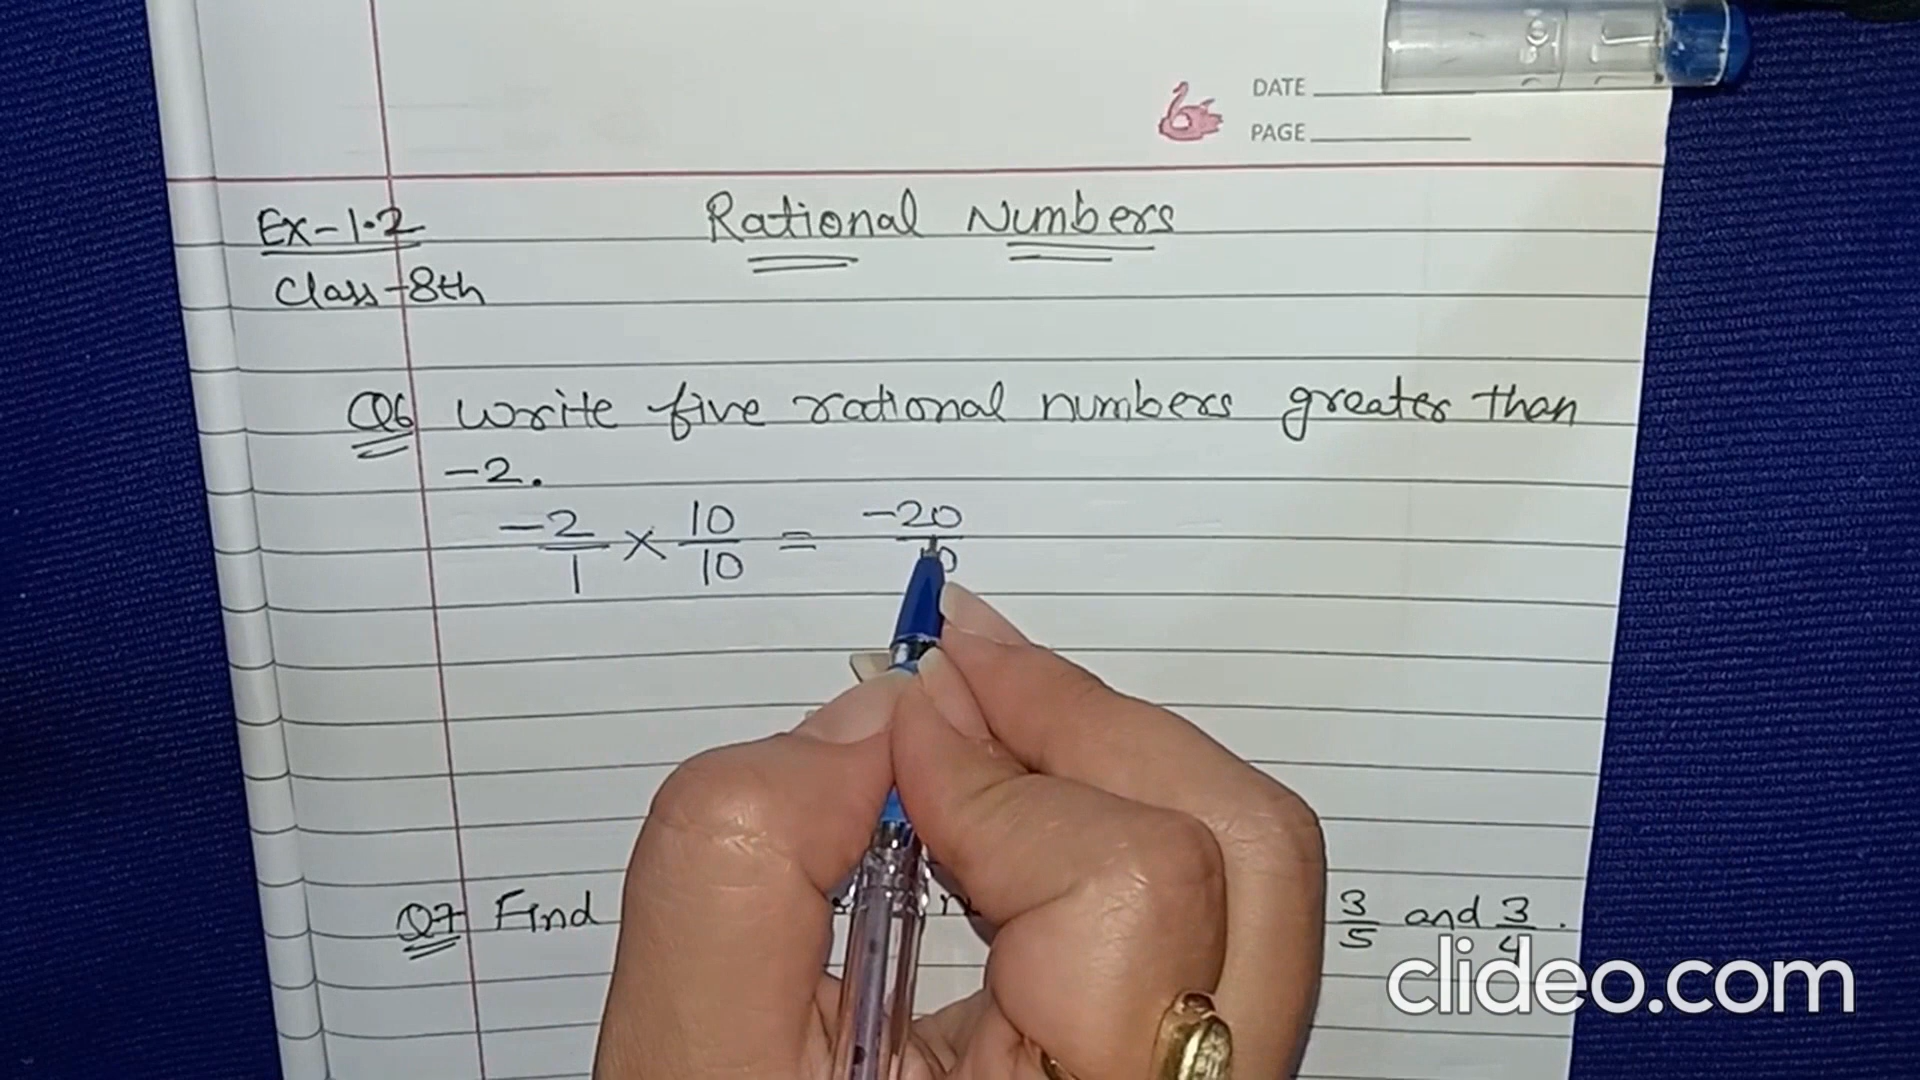 DATE
PAGE
Ex-1.2
Rational Numbers
Class-8th
Q6 Write five rational numbers greater than
-2.
-2/1 × 10/10 = -20/10
Q7 Find 3/5 and 3/4.
clideo.com